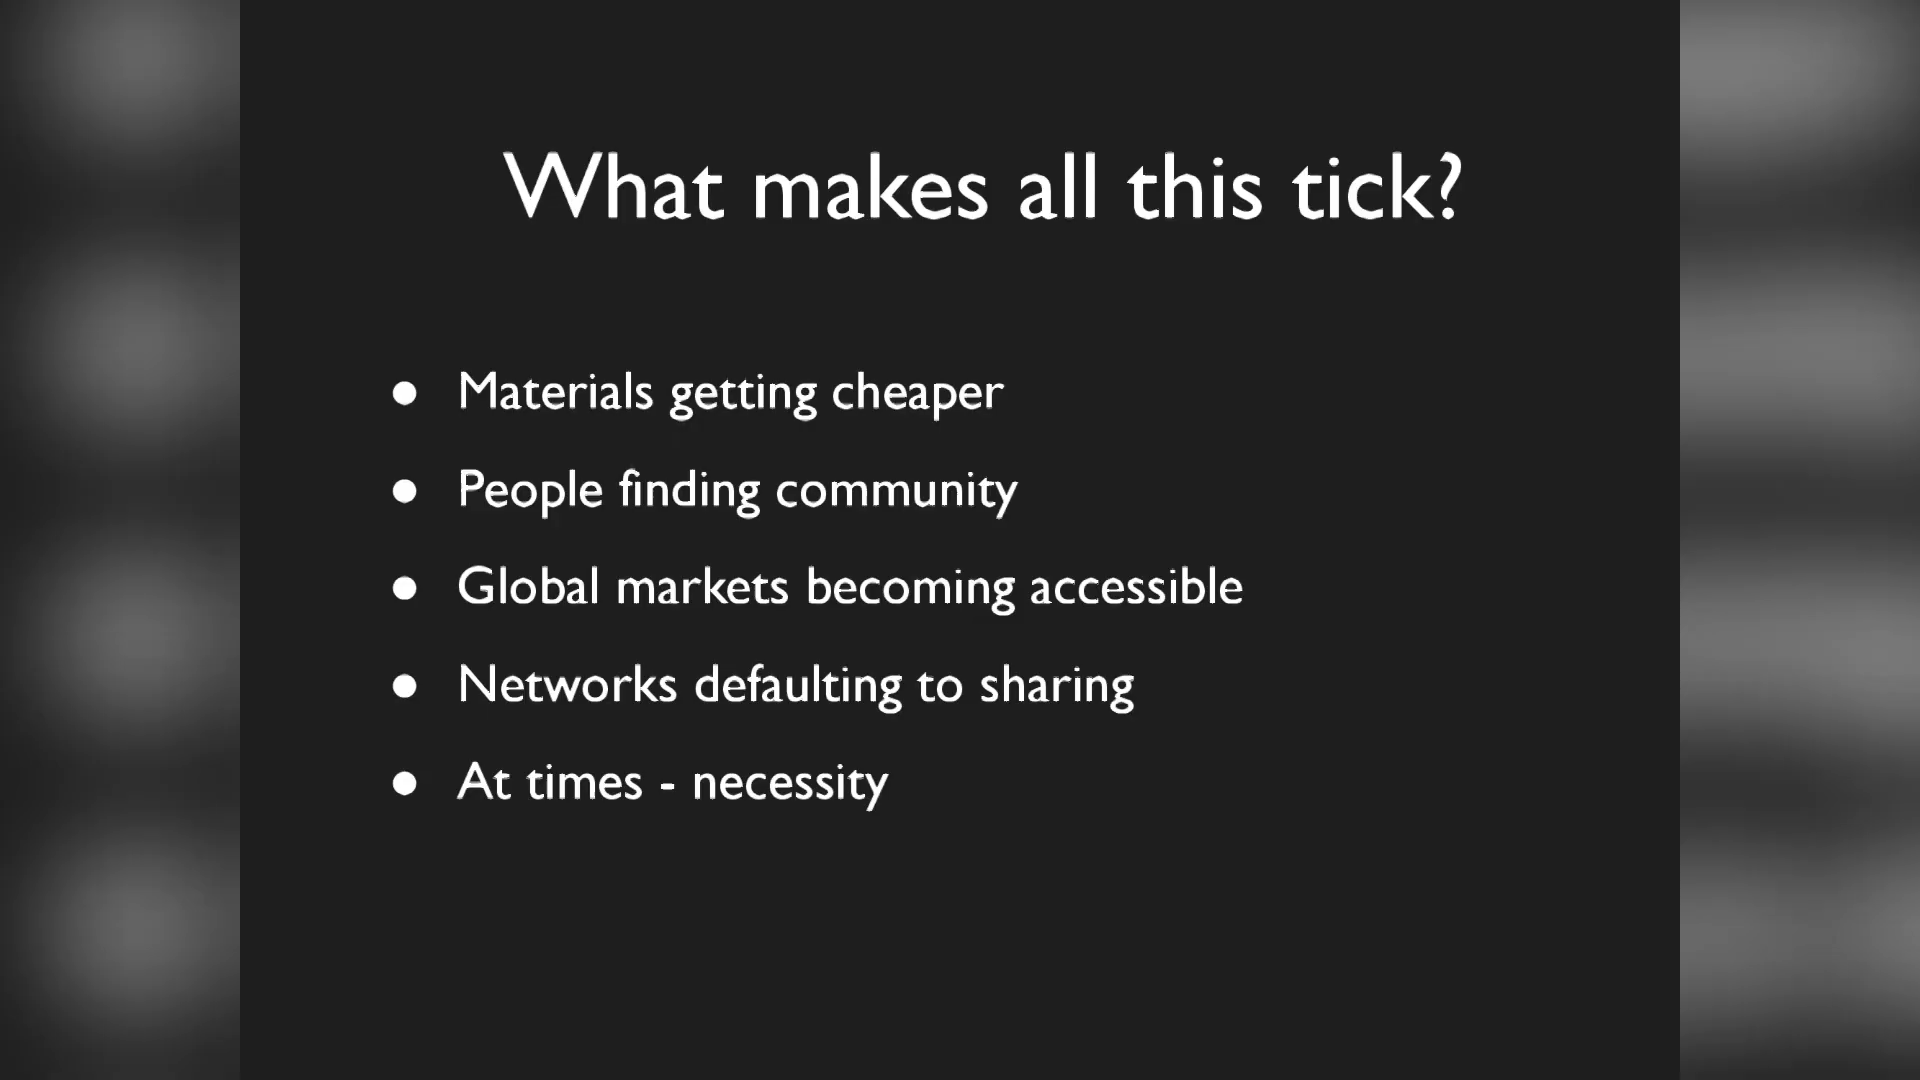 What makes all this tick?
● Materials getting cheaper
● People finding community
● Global markets becoming accessible
● Networks defaulting to sharing
● At times - necessity